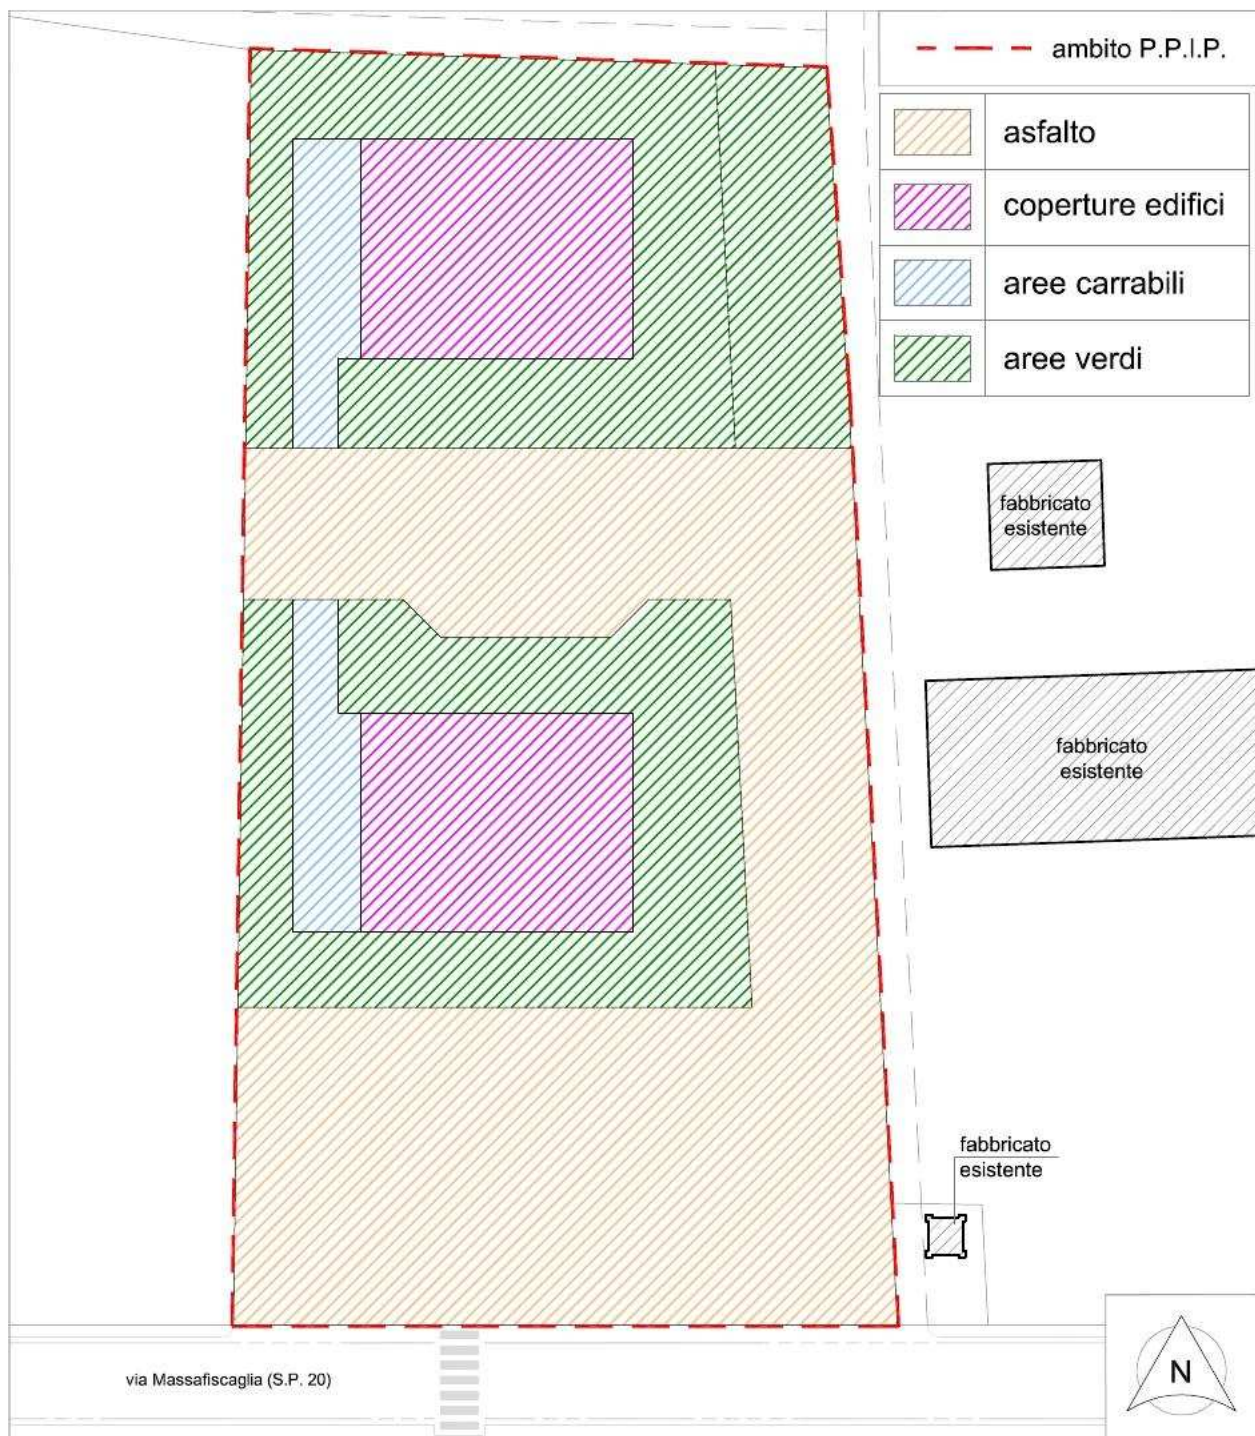 ambito P.P.I.P.
asfalto
coperture edifici
aree carrabili
aree verdi
fabbricato
esistente
fabbricato
esistente
fabbricato
esistente
via Massafiscaglia (S.P. 20)
N